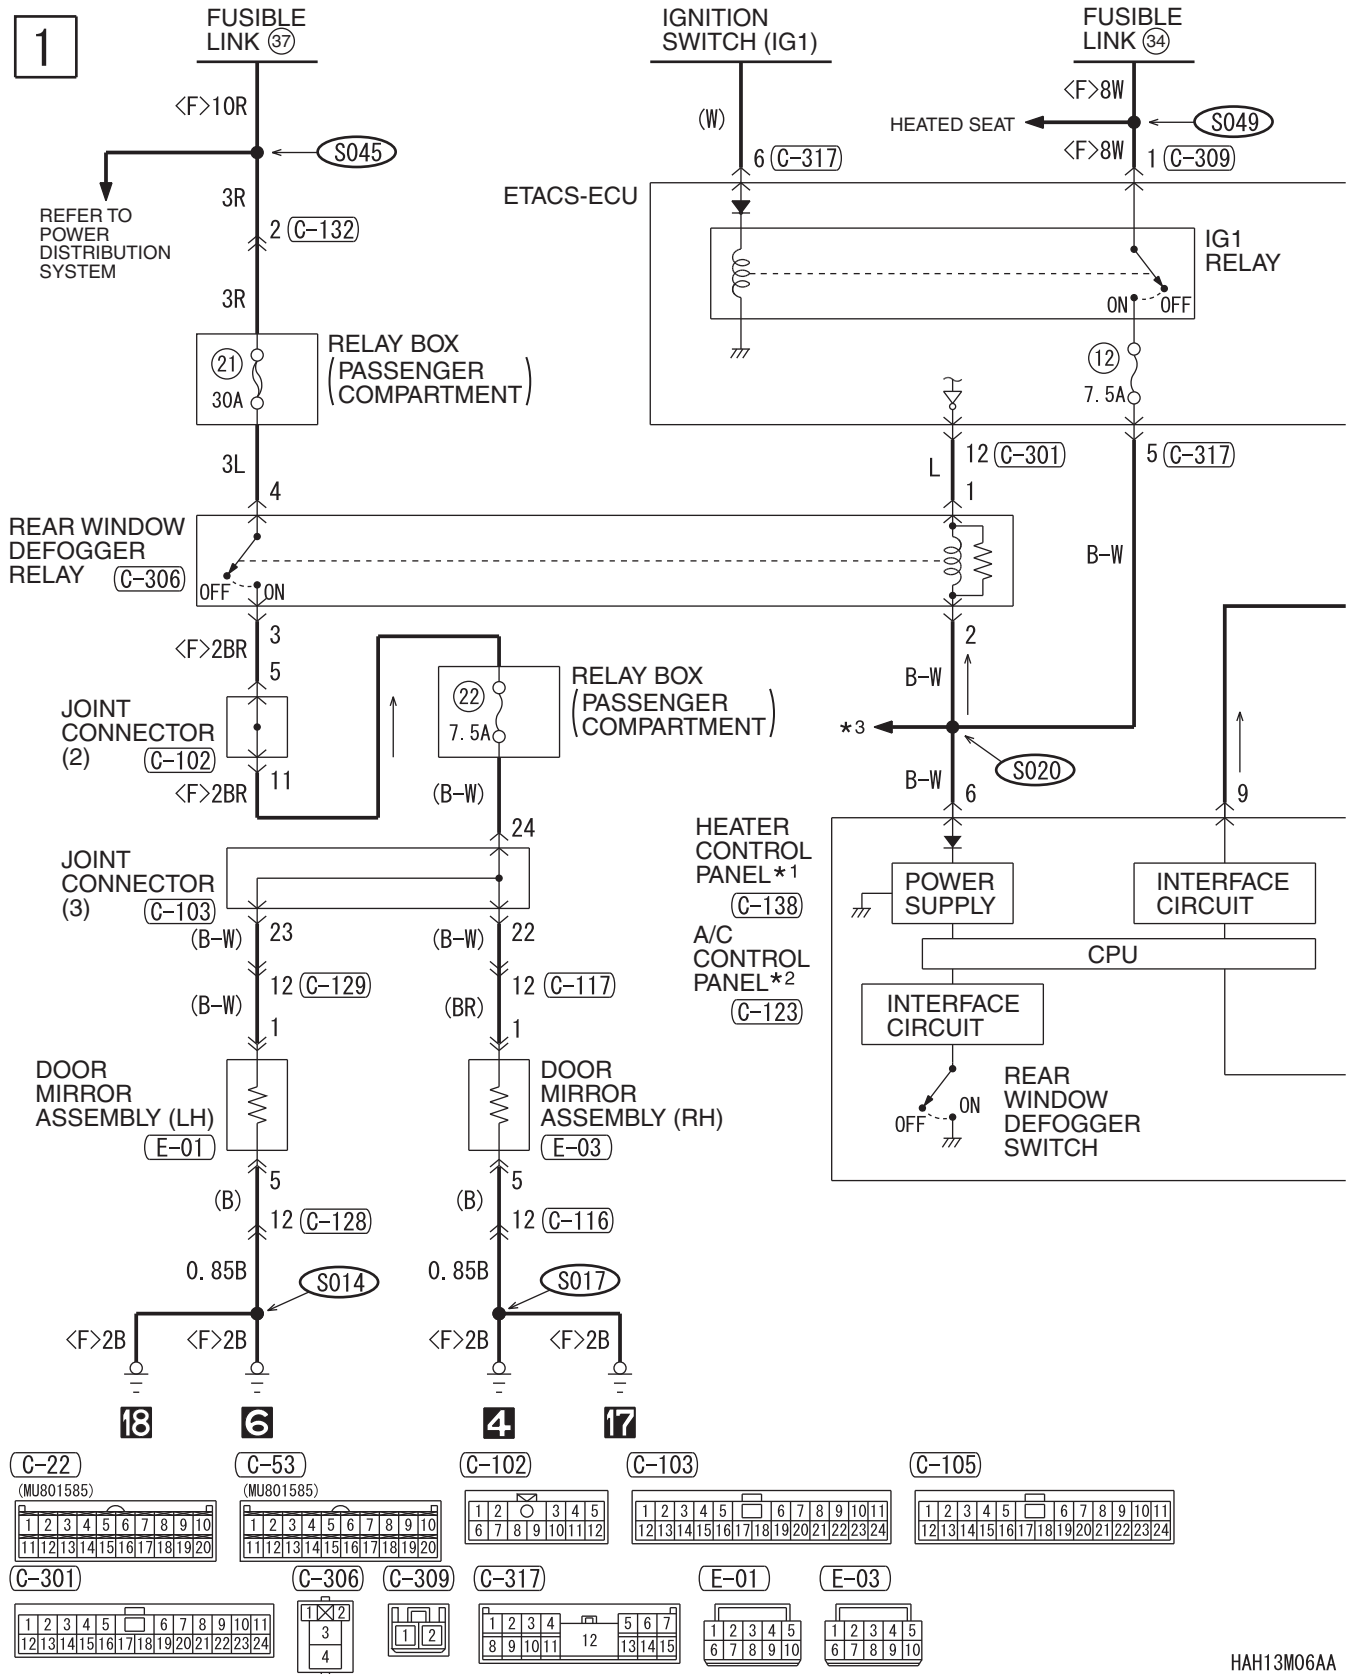 1
FUSIBLE
LINK 37
IGNITION
SWITCH (IG1)
FUSIBLE
LINK 34
<F>10R
(W)
<F>8W
HEATED SEAT
S049
S045
<F>8W
6 C-317
1 C-309
ETACS-ECU
3R
REFER TO
POWER
DISTRIBUTION
SYSTEM
2 C-132
IG1
RELAY
3R
ON
OFF
21
30A
RELAY BOX
(PASSENGER
COMPARTMENT)
12
7.5A
3L
4
12 C-301
L
1
5 C-317
REAR WINDOW
DEFOGGER
RELAY C-306
OFF
ON
B-W
3
<F>2BR
5
2
B-W
JOINT
CONNECTOR
(2) C-102
22
7.5A
RELAY BOX
(PASSENGER
COMPARTMENT)
*3
S020
11
<F>2BR
(B-W)
B-W
6
9
24
JOINT
CONNECTOR
(3) C-103
HEATER
CONTROL
PANEL*1
C-138
A/C
CONTROL
PANEL*2
C-123
POWER
SUPPLY
INTERFACE
CIRCUIT
CPU
INTERFACE
CIRCUIT
(B-W)
23
(B-W)
22
12 C-129
12 C-117
(B-W)
1
(BR)
1
DOOR
MIRROR
ASSEMBLY (LH)
E-01
DOOR
MIRROR
ASSEMBLY (RH)
E-03
OFF
ON
REAR
WINDOW
DEFOGGER
SWITCH
5
(B)
5
(B)
12 C-128
12 C-116
0.85B
S014
0.85B
S017
<F>2B
<F>2B
<F>2B
<F>2B
18
6
4
17
C-22
(MU801585)
1 2 3 4 5 6 7 8 9 10
11 12 13 14 15 16 17 18 19 20
C-53
(MU801585)
1 2 3 4 5 6 7 8 9 10
11 12 13 14 15 16 17 18 19 20
C-102
1 2 3 4 5
6 7 8 9 10 11 12
C-103
1 2 3 4 5 6 7 8 9 10 11
12 13 14 15 16 17 18 19 20 21 22 23 24
C-105
1 2 3 4 5 6 7 8 9 10 11
12 13 14 15 16 17 18 19 20 21 22 23 24
C-301
1 2 3 4 5 6 7 8 9 10 11
12 13 14 15 16 17 18 19 20 21 22 23 24
C-306
1 2
3
4
C-309
1 2
C-317
1 2 3 4 5 6 7
8 9 10 11 12 13 14 15
E-01
1 2 3 4 5
6 7 8 9 10
E-03
1 2 3 4 5
6 7 8 9 10
HAH13M06AA